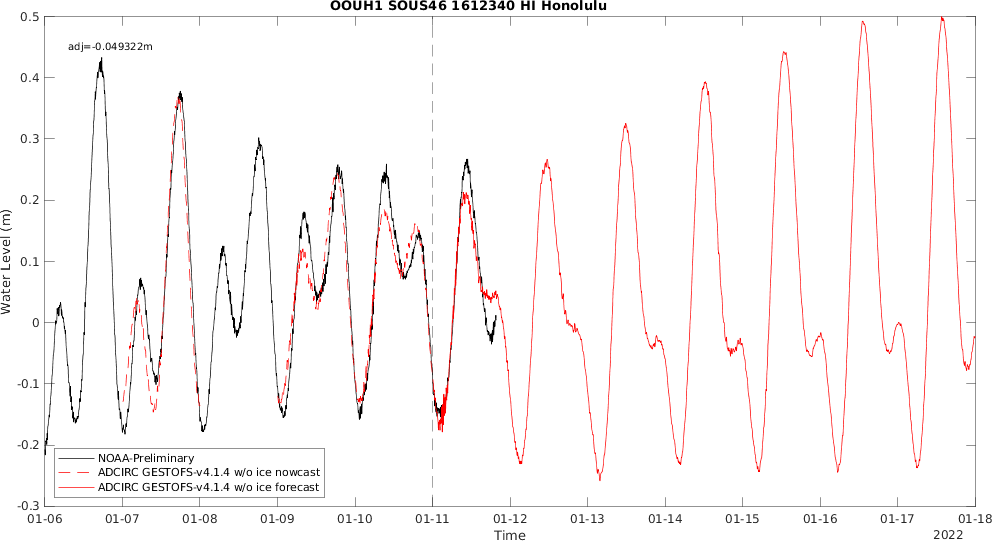 OOUH1 SOUS46 1612340 HI Honolulu
adj=-0.049322m
0.5
0.4
0.3
0.2
0.1
0
-0.1
-0.2
-0.3
Water Level (m)
NOAA-Preliminary
ADCIRC GESTOFS-v4.1.4 w/o ice nowcast
ADCIRC GESTOFS-v4.1.4 w/o ice forecast
01-06 01-07 01-08 01-09 01-10 01-11 01-12 01-13 01-14 01-15 01-16 01-17 01-18
Time
2022